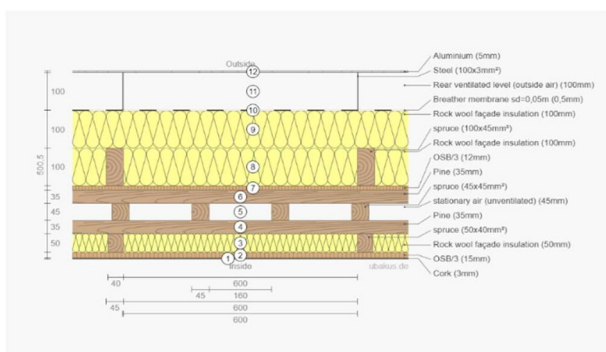 Outside
Aluminium (5mm)
Steel (100x3mm²)
Rear ventilated level (outside air) (100mm)
Breather membrane sd=0,05m (0,5mm)
Rock wool façade insulation (100mm)
spruce (100x45mm²)
Rock wool façade insulation (100mm)
OSB/3 (12mm)
Pine (35mm)
spruce (45x45mm²)
stationary air (unventilated) (45mm)
Pine (35mm)
spruce (50x40mm²)
Rock wool façade insulation (50mm)
OSB/3 (15mm)
Cork (3mm)
12
11
10
9
8
7
6
5
4
3
2
1
100
100
100
35
45
35
50
500,5
Inside
ubakus.de
40
600
45
160
45
600
600